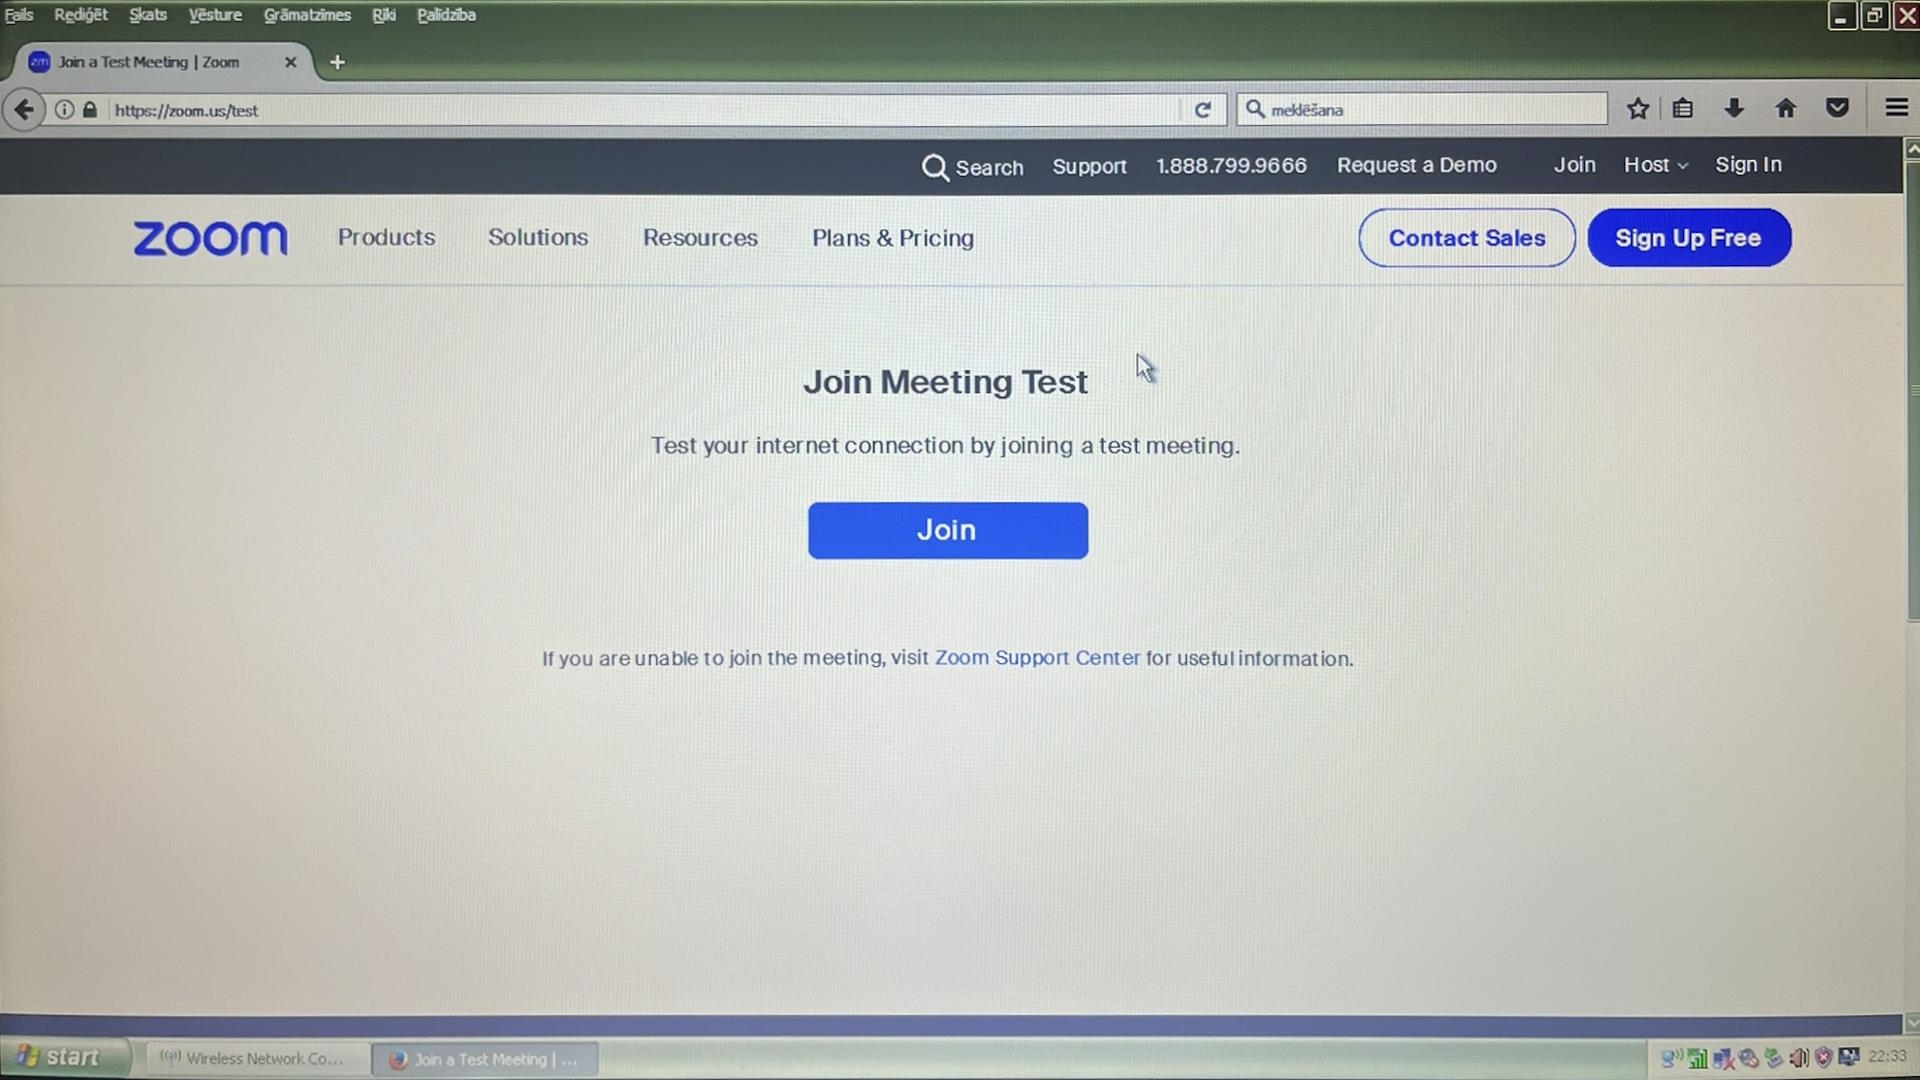 Fails Rediģēt Skats Vēsture Grāmatzīmes Rīki Palīdzība
Join a Test Meeting | Zoom
https://zoom.us/test
meklēšana
Search Support 1.888.799.9666 Request a Demo Join Host Sign In
zoom Products Solutions Resources Plans & Pricing Contact Sales Sign Up Free
Join Meeting Test
Test your internet connection by joining a test meeting.
Join
If you are unable to join the meeting, visit Zoom Support Center for useful information.
start Wireless Network Co... Join a Test Meeting | ... 22:33